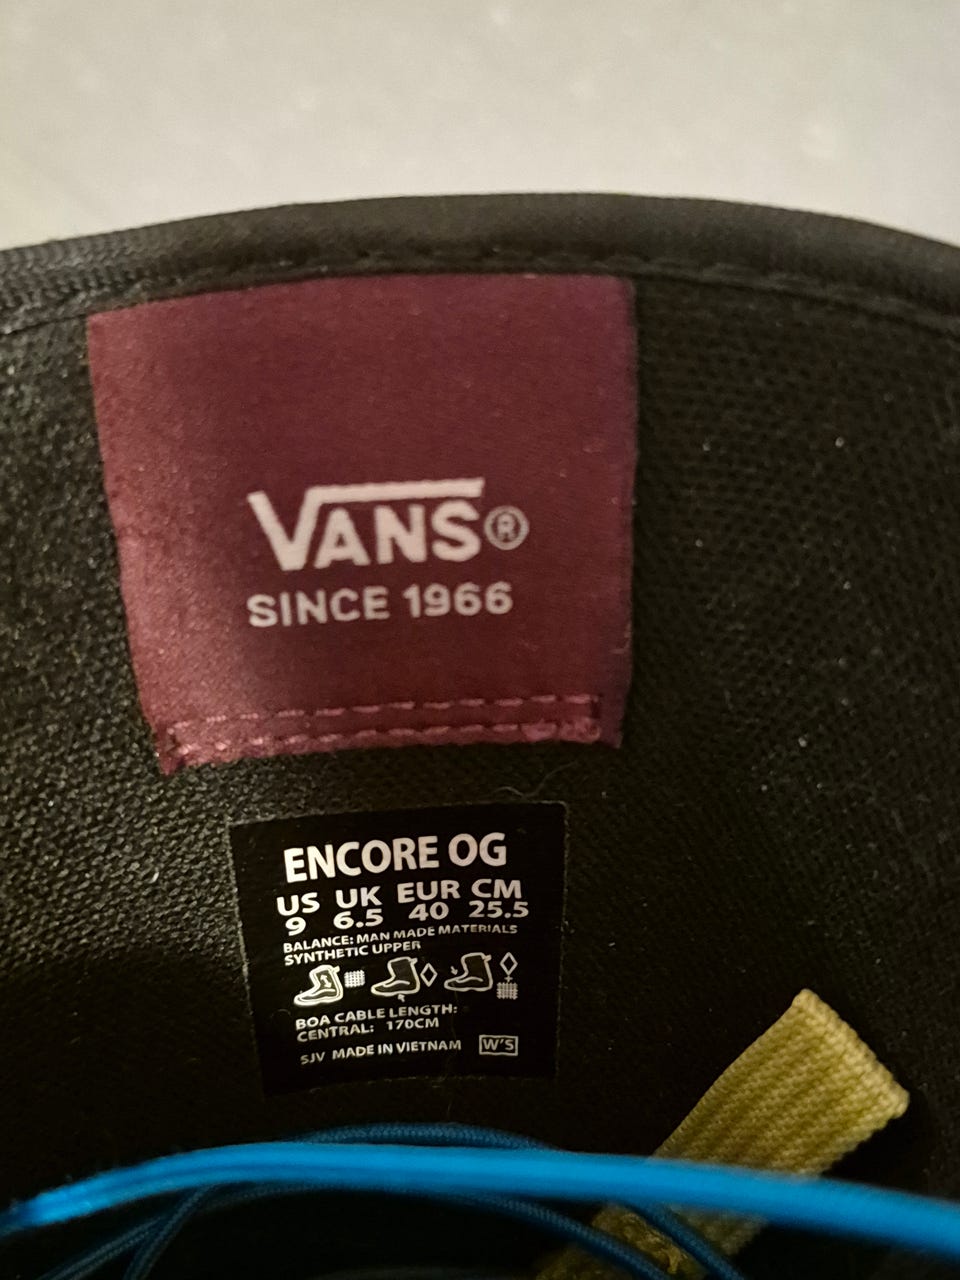 VANS®
SINCE 1966
ENCORE OG
US UK EUR CM
9 6.5 40 25.5
BALANCE: MAN MADE MATERIALS
SYNTHETIC UPPER
BOA CABLE LENGTH:
CENTRAL: 170CM
SJV MADE IN VIETNAM W'S